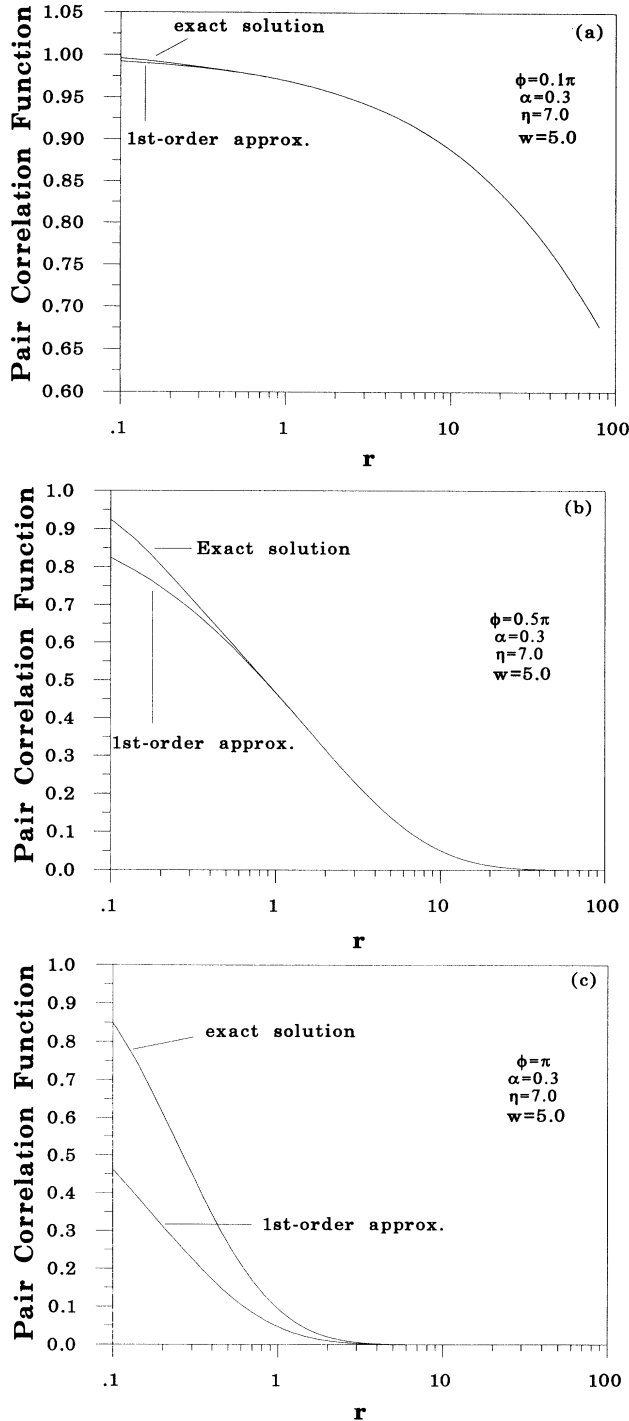 Pair Correlation Function
1.05
1.00
0.95
0.90
0.85
0.80
0.75
0.70
0.65
0.60
exact solution
1st-order approx.
(a)
ϕ=0.1π
α=0.3
η=7.0
w=5.0
.1 1 10 100
r
Pair Correlation Function
1.0
0.9
0.8
0.7
0.6
0.5
0.4
0.3
0.2
0.1
0.0
Exact solution
1st-order approx.
(b)
ϕ=0.5π
α=0.3
η=7.0
w=5.0
.1 1 10 100
r
Pair Correlation Function
1.0
0.9
0.8
0.7
0.6
0.5
0.4
0.3
0.2
0.1
0.0
exact solution
1st-order approx.
(c)
ϕ=π
α=0.3
η=7.0
w=5.0
.1 1 10 100
r